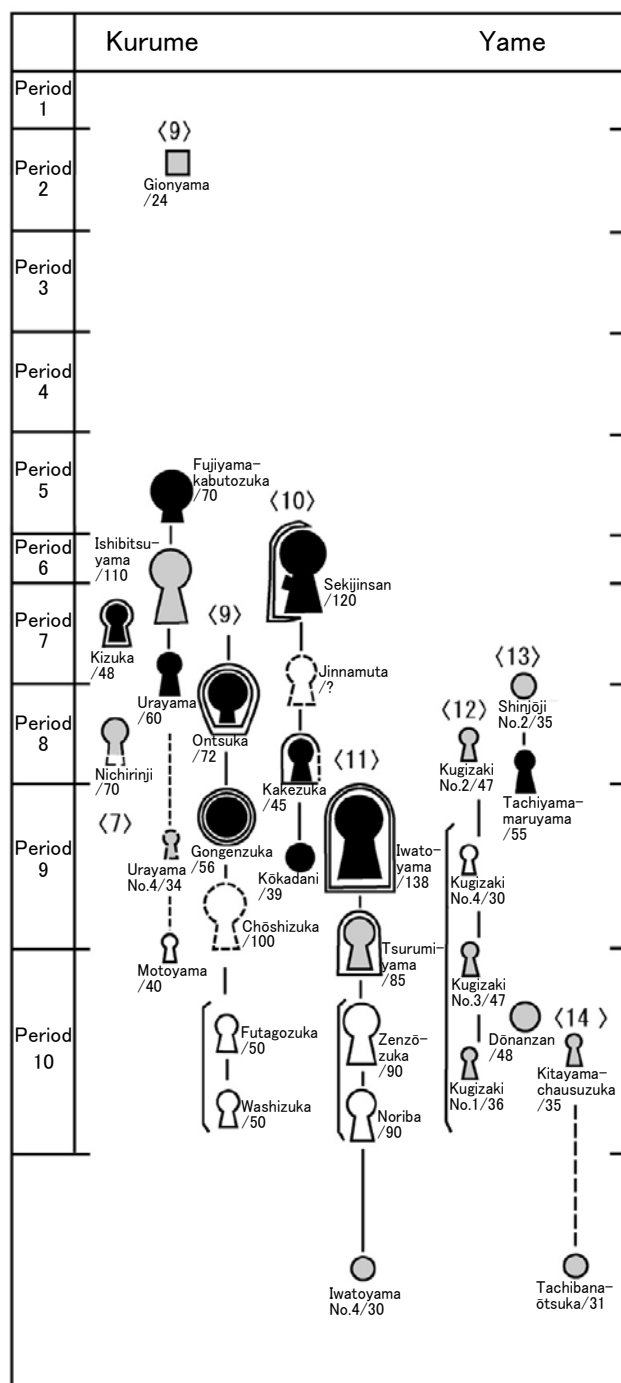 Kurume
Yame
Period
1
Period
2
Period
3
Period
4
Period
5
Period
6
Period
7
Period
8
Period
9
Period
10
〈9〉
Gionyama
/24
Fujiyama-
kabutozuka
/70
Ishibitsu-
yama
/110
〈10〉
Sekijinsan
/120
Kizuka
/48
Urayama
/60
〈9〉
Ontsuka
/72
Jinnamuta
/?
〈13〉
Shinjōji
No.2/35
Nichirinji
/70
Kakezuka
/45
〈12〉
Kugizaki
No.2/47
Tachiyama-
maruyama
/55
〈7〉
Urayama
No.4/34
Gongenzuka
/56
Kōkadani
/39
〈11〉
Iwato-
yama
/138
Kugizaki
No.4/30
Motoyama
/40
Chōshizuka
/100
Tsurumi-
yama
/85
Kugizaki
No.3/47
Futagozuka
/50
Washizuka
/50
Zenzō-
zuka
/90
Noriba
/90
Kugizaki
No.1/36
Dōnanzan
/48
〈14 〉
Kitayama-
chausuzuka
/35
Iwatoyama
No.4/30
Tachibana-
ōtsuka/31